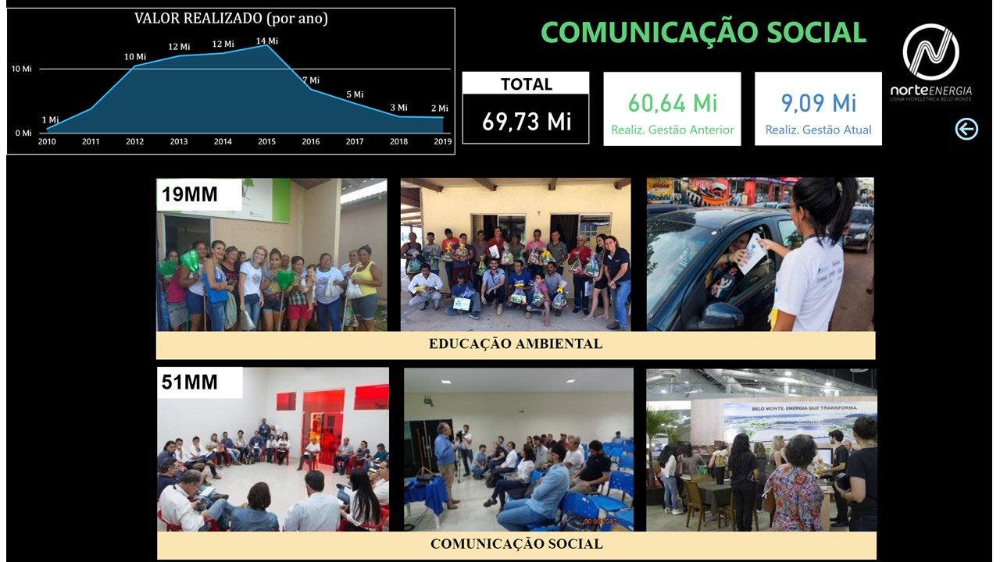 VALOR REALIZADO (por ano)
14 Mi
12 Mi
12 Mi
10 Mi
10 Mi
7 Mi
5 Mi
3 Mi
2 Mi
1 Mi
0 Mi
2010 2011 2012 2013 2014 2015 2016 2017 2018 2019
COMUNICAÇÃO SOCIAL
TOTAL
69,73 Mi
60,64 Mi
Realiz. Gestão Anterior
9,09 Mi
Realiz. Gestão Atual
norteENERGIA
USINA HIDRELÉTRICA BELO MONTE
19MM
EDUCAÇÃO AMBIENTAL
51MM
BELO MONTE. ENERGIA QUE TRANSFORMA.
COMUNICAÇÃO SOCIAL